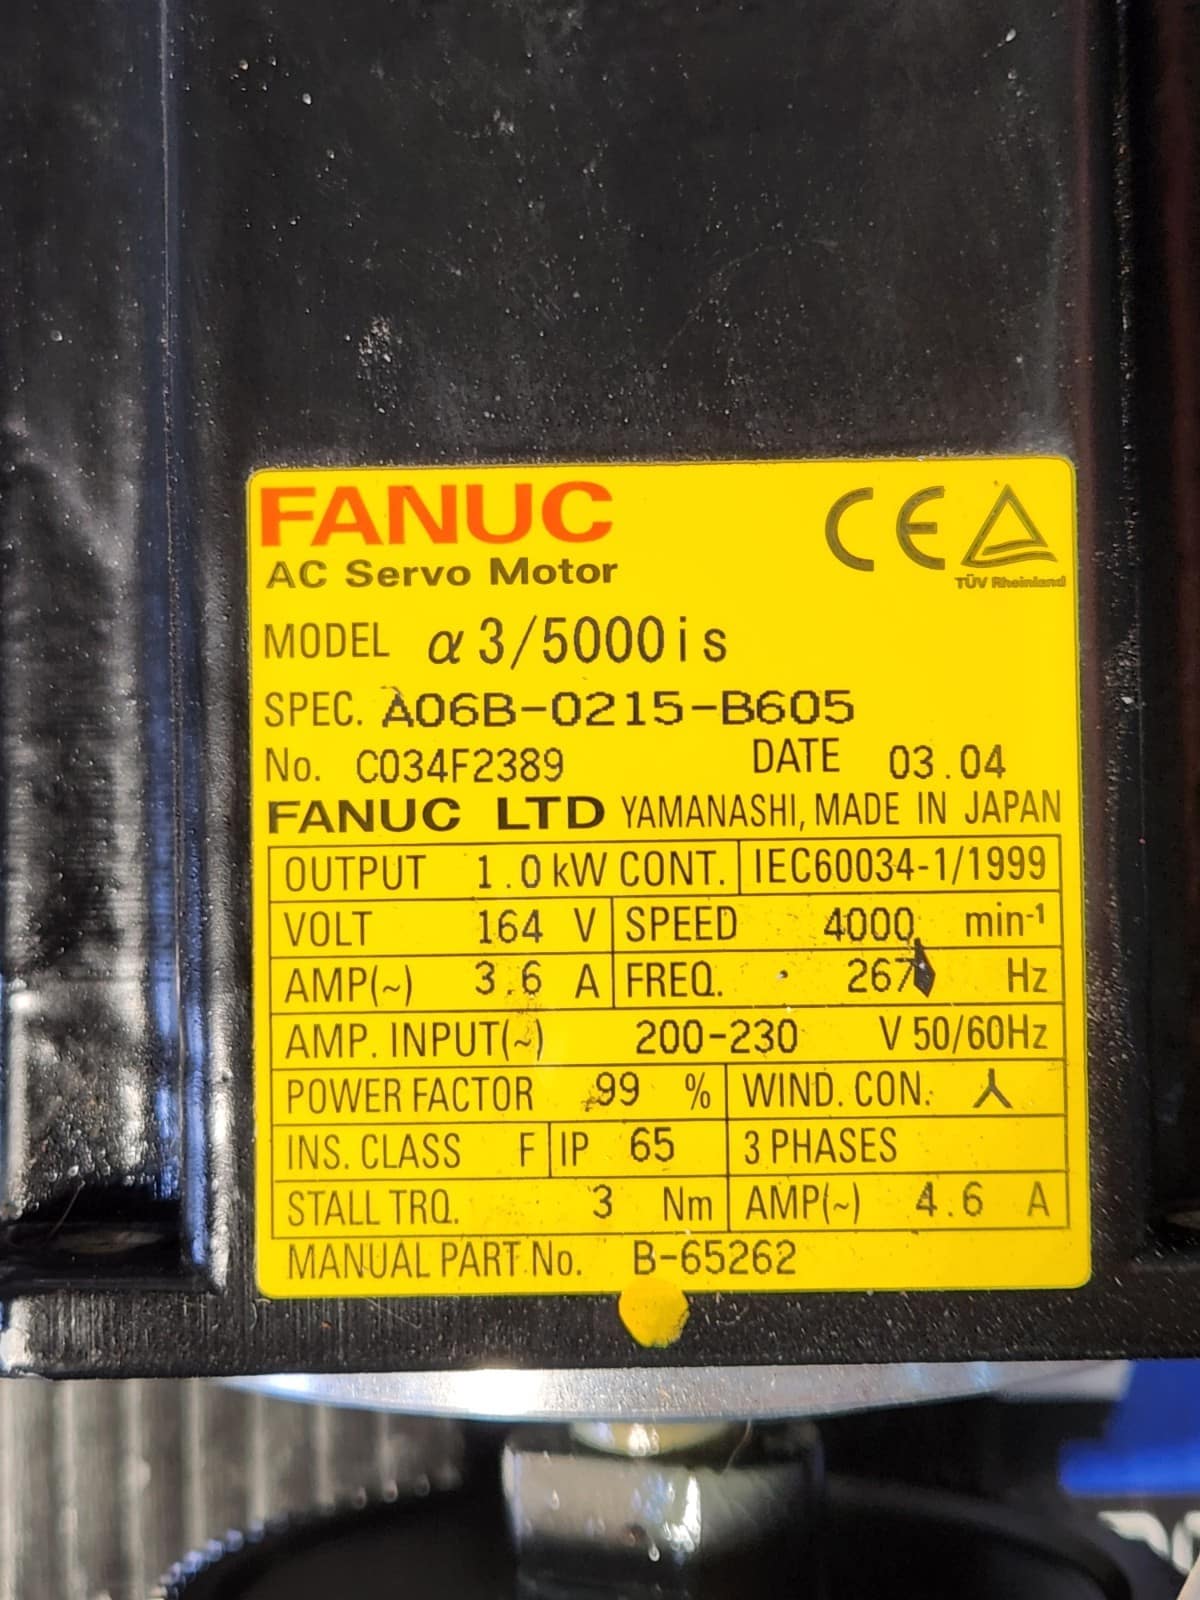 FANUC
AC Servo Motor
CE
TÜV Rheinland
MODEL α3/5000is
SPEC. A06B-0215-B605
No. C034F2389 DATE 03.04
FANUC LTD YAMANASHI, MADE IN JAPAN
OUTPUT 1.0 kW CONT. IEC60034-1/1999
VOLT 164 V SPEED 4000 min-1
AMP(~) 3.6 A FREQ. 267 Hz
AMP. INPUT(~) 200-230 V 50/60Hz
POWER FACTOR 99 % WIND. CON.
INS. CLASS F IP 65 3 PHASES
STALL TRQ. 3 Nm AMP(~) 4.6 A
MANUAL PART No. B-65262